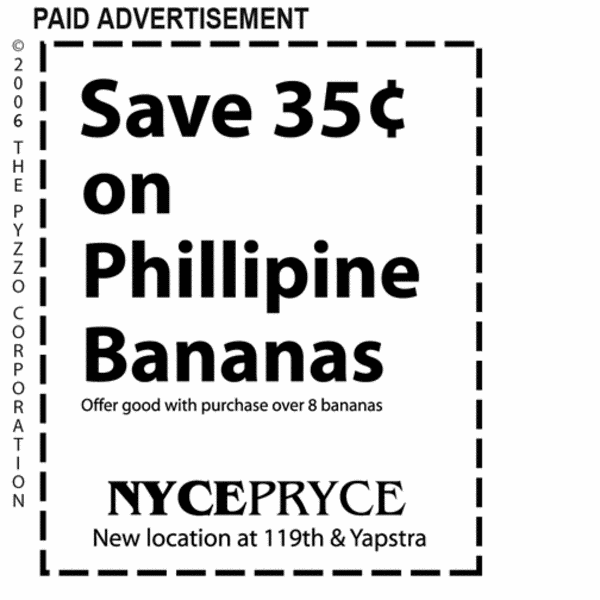 PAID ADVERTISEMENT
© 2006 THE PYZZO CORPORATION
Save 35¢
on
Phillipine
Bananas
Offer good with purchase over 8 bananas
NYCEPRYCE
New location at 119th & Yapstra